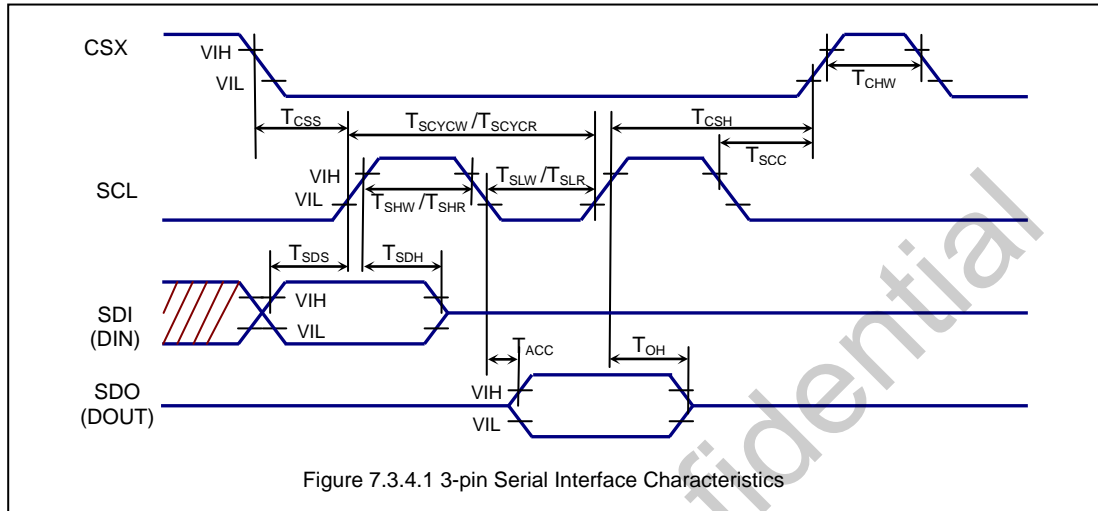 CSX
VIH
VIL
TCHW
TCSS
TSCYCW /TSCYCR
TCSH
TSCC
SCL
VIH
VIL
TSHW /TSHR
TSLW /TSLR
TSDS
TSDH
SDI
(DIN)
VIH
VIL
TACC
TOH
SDO
(DOUT)
VIH
VIL
Figure 7.3.4.1 3-pin Serial Interface Characteristics
fidential